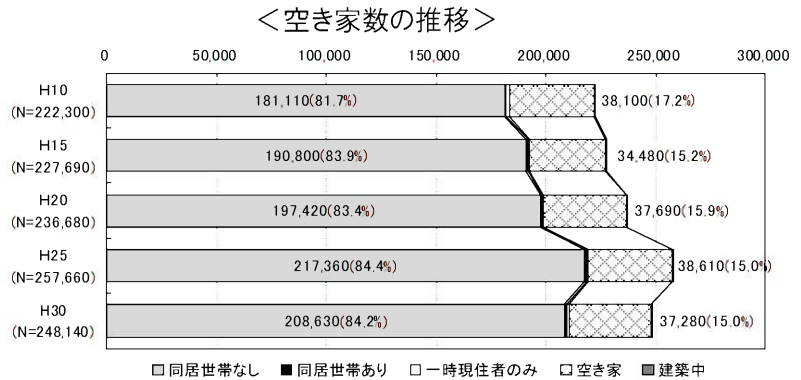 ＜空き家数の推移＞
0 50,000 100,000 150,000 200,000 250,000 300,000
H10
(N=222,300)
181,110(81.7%) 38,100(17.2%)
H15
(N=227,690)
190,800(83.9%) 34,480(15.2%)
H20
(N=236,680)
197,420(83.4%) 37,690(15.9%)
H25
(N=257,660)
217,360(84.4%) 38,610(15.0%)
H30
(N=248,140)
208,630(84.2%) 37,280(15.0%)
同居世帯なし 同居世帯あり 一時現住者のみ 空き家 建築中